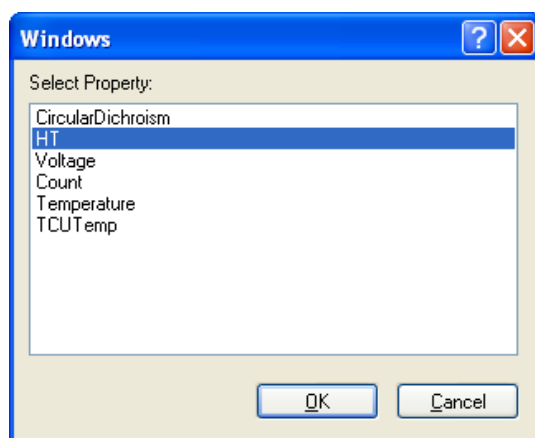 Windows
Select Property:
CircularDichroism
HT
Voltage
Count
Temperature
TCUTemp
OK
Cancel